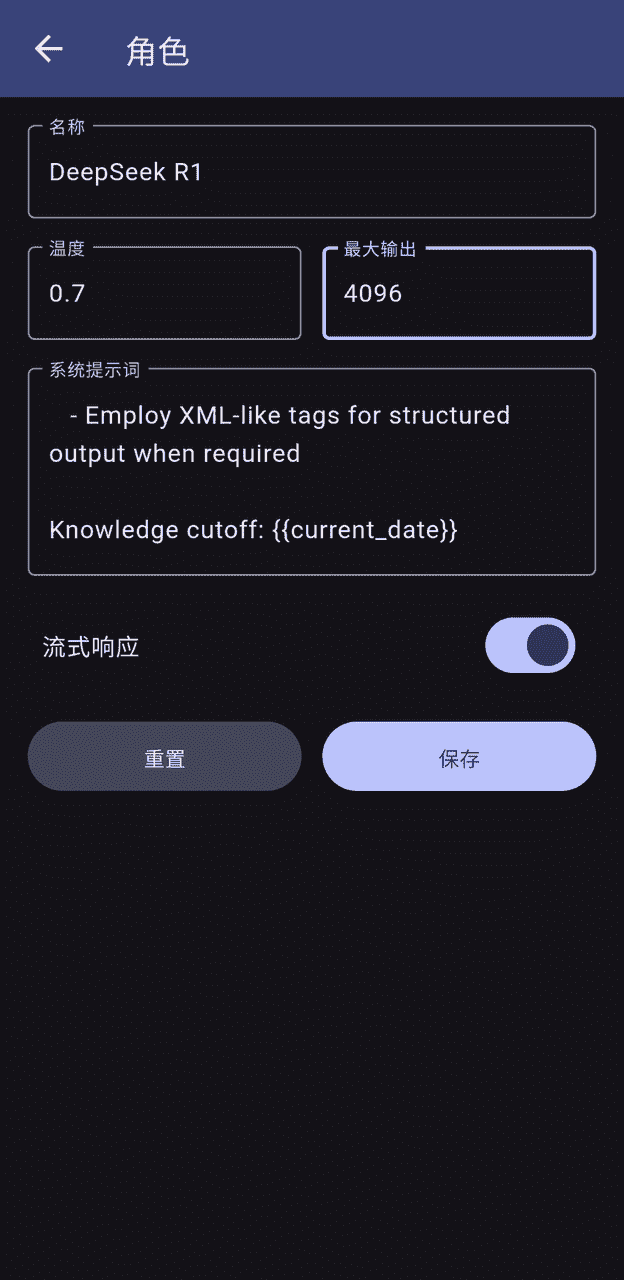 角色
名称
DeepSeek R1
温度
0.7
最大输出
4096
系统提示词
- Employ XML-like tags for structured
output when required
Knowledge cutoff: {{current_date}}
流式响应
重置
保存